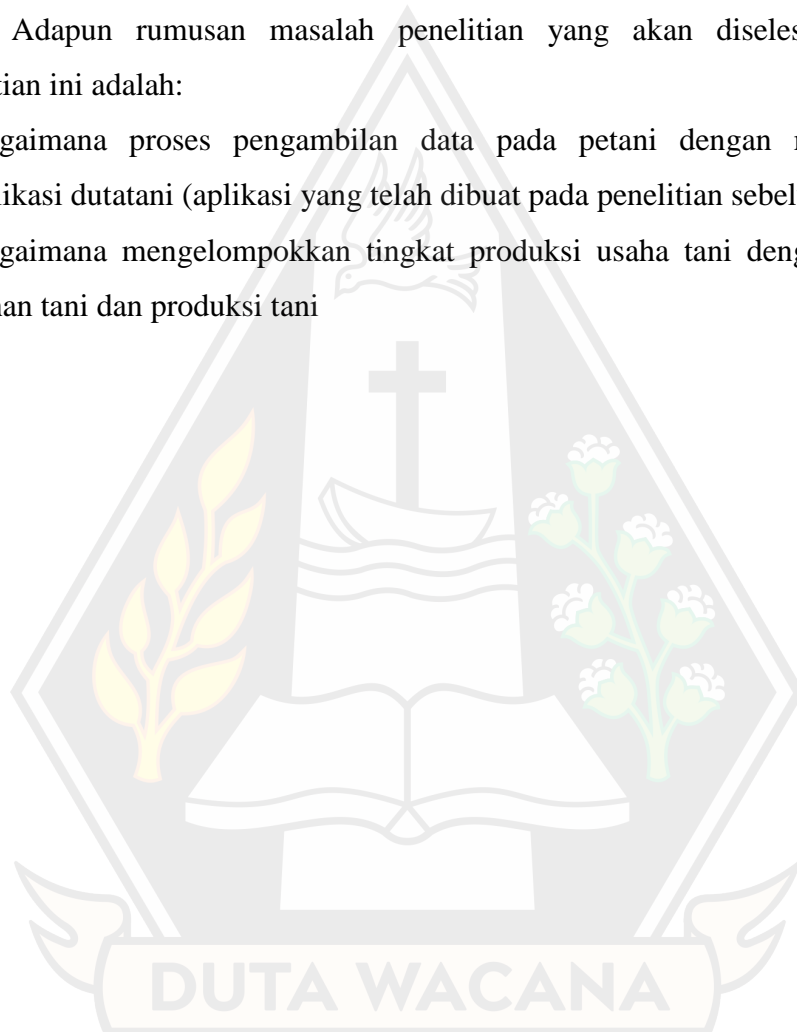 Adapun rumusan masalah penelitian yang akan diseles
tian ini adalah:
gaimana proses pengambilan data pada petani dengan
likasi dutatani (aplikasi yang telah dibuat pada penelitian sebel
gaimana mengelompokkan tingkat produksi usaha tani deng
an tani dan produksi tani
DUTA WACANA